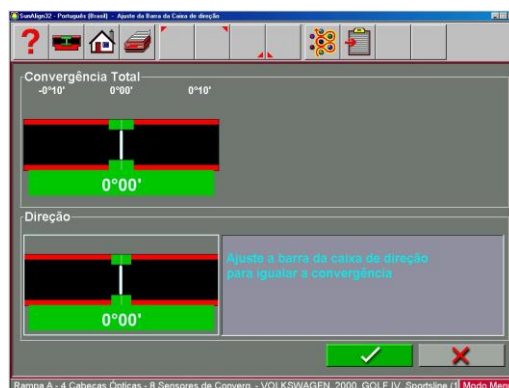 SunAlign32 - Português (Brasil) - Ajuste da Barra da Caixa de direção
?
Convergência Total
-0°10' 0°00' 0°10'
0°00'
Direção
Ajuste a barra da caixa de direção
para igualar a convergência
0°00'
Rampa A - 4 Cabeças Ópticas - 8 Sensores de Converg. - VOLKSWAGEN, 2000, GOLF IV, Sportsline (1 Modo Menu